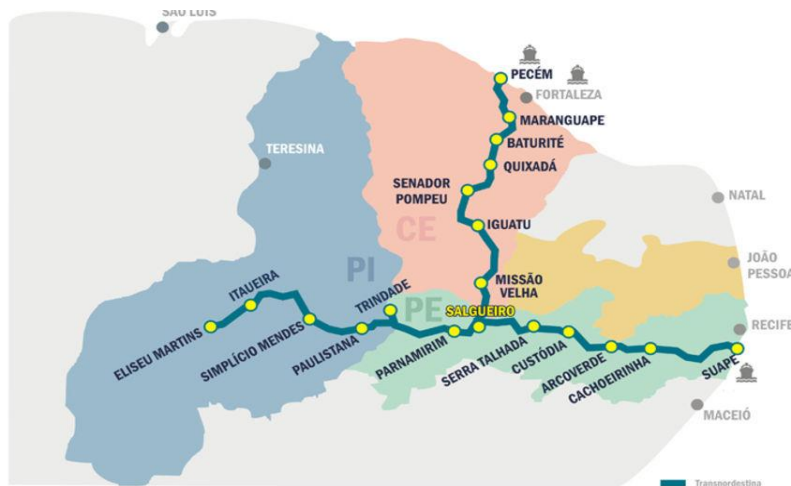 SÃO LUÍS
PECÉM
FORTALEZA
MARANGUAPE
BATURITÉ
TERESINA
QUIXADÁ
SENADOR
POMPEU
NATAL
IGUATU
CE
JOÃO
PESSOA
PI
MISSÃO
VELHA
ITAUEIRA
TRINDADE
PE
SALGUEIRO
RECIFE
ELISEU MARTINS
SIMPLÍCIO MENDES
PAULISTANA
PARNAMIRIM
SERRA TALHADA
CUSTÓDIA
ARCOVERDE
CACHOEIRINHA
SUAPE
MACEIÓ
Transnordestina